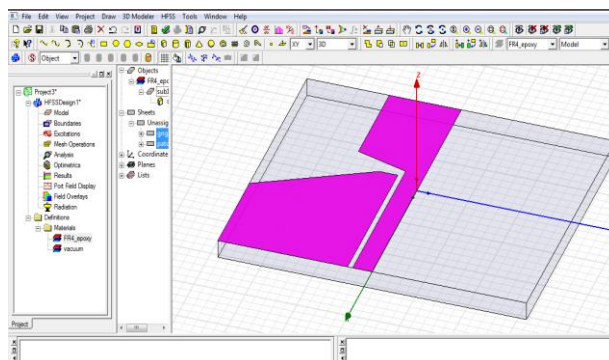 File Edit View Project Draw 3D Modeler HFSS Tools Window Help
XY 3D FR4_epoxy Model
Object
Project3*
HFSSDesign1*
Model
Boundaries
Excitations
Mesh Operations
Analysis
Optimetrics
Results
Port Field Display
Field Overlays
Radiation
Definitions
Materials
FR4_epoxy
vacuum
Project
Objects
FR4_epo
Sheets
Unassig
Coordinate
Planes
Lists
Z